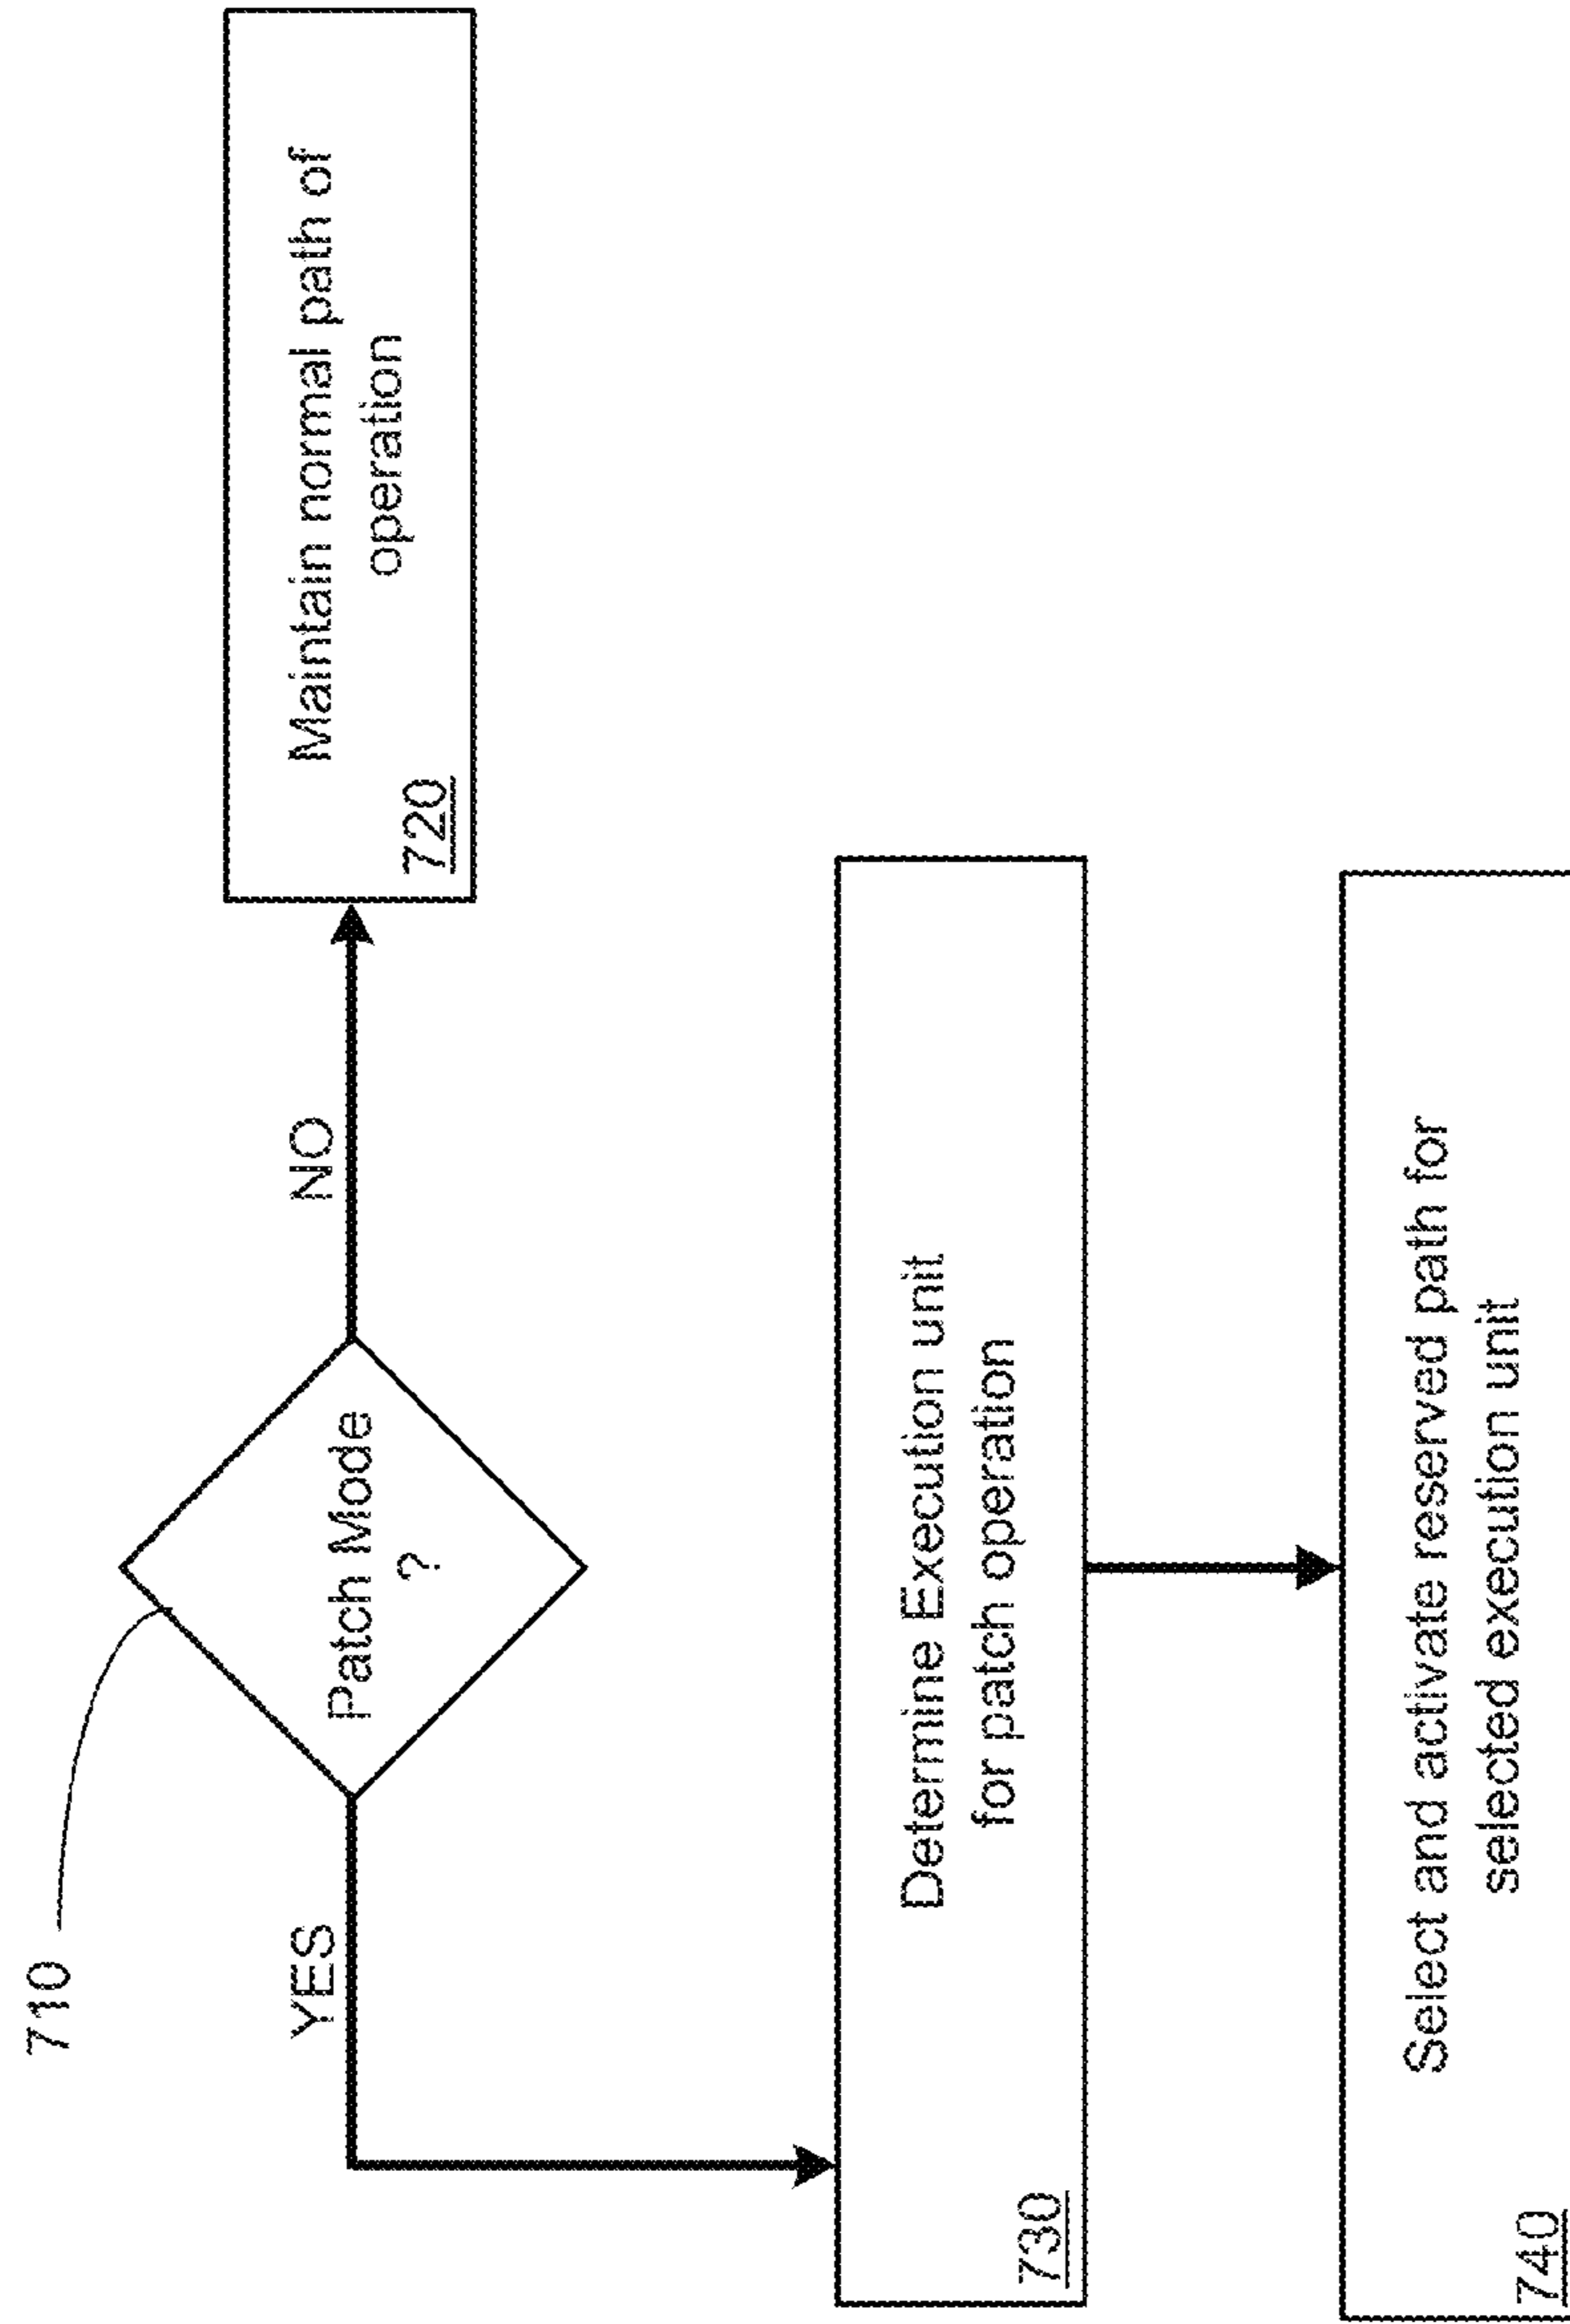 710
YES
NO
Patch Mode
?
Maintain normal path of
operation
720
Determine Execution unit
for patch operation
730
Select and activate reserved path for
selected execution unit
740